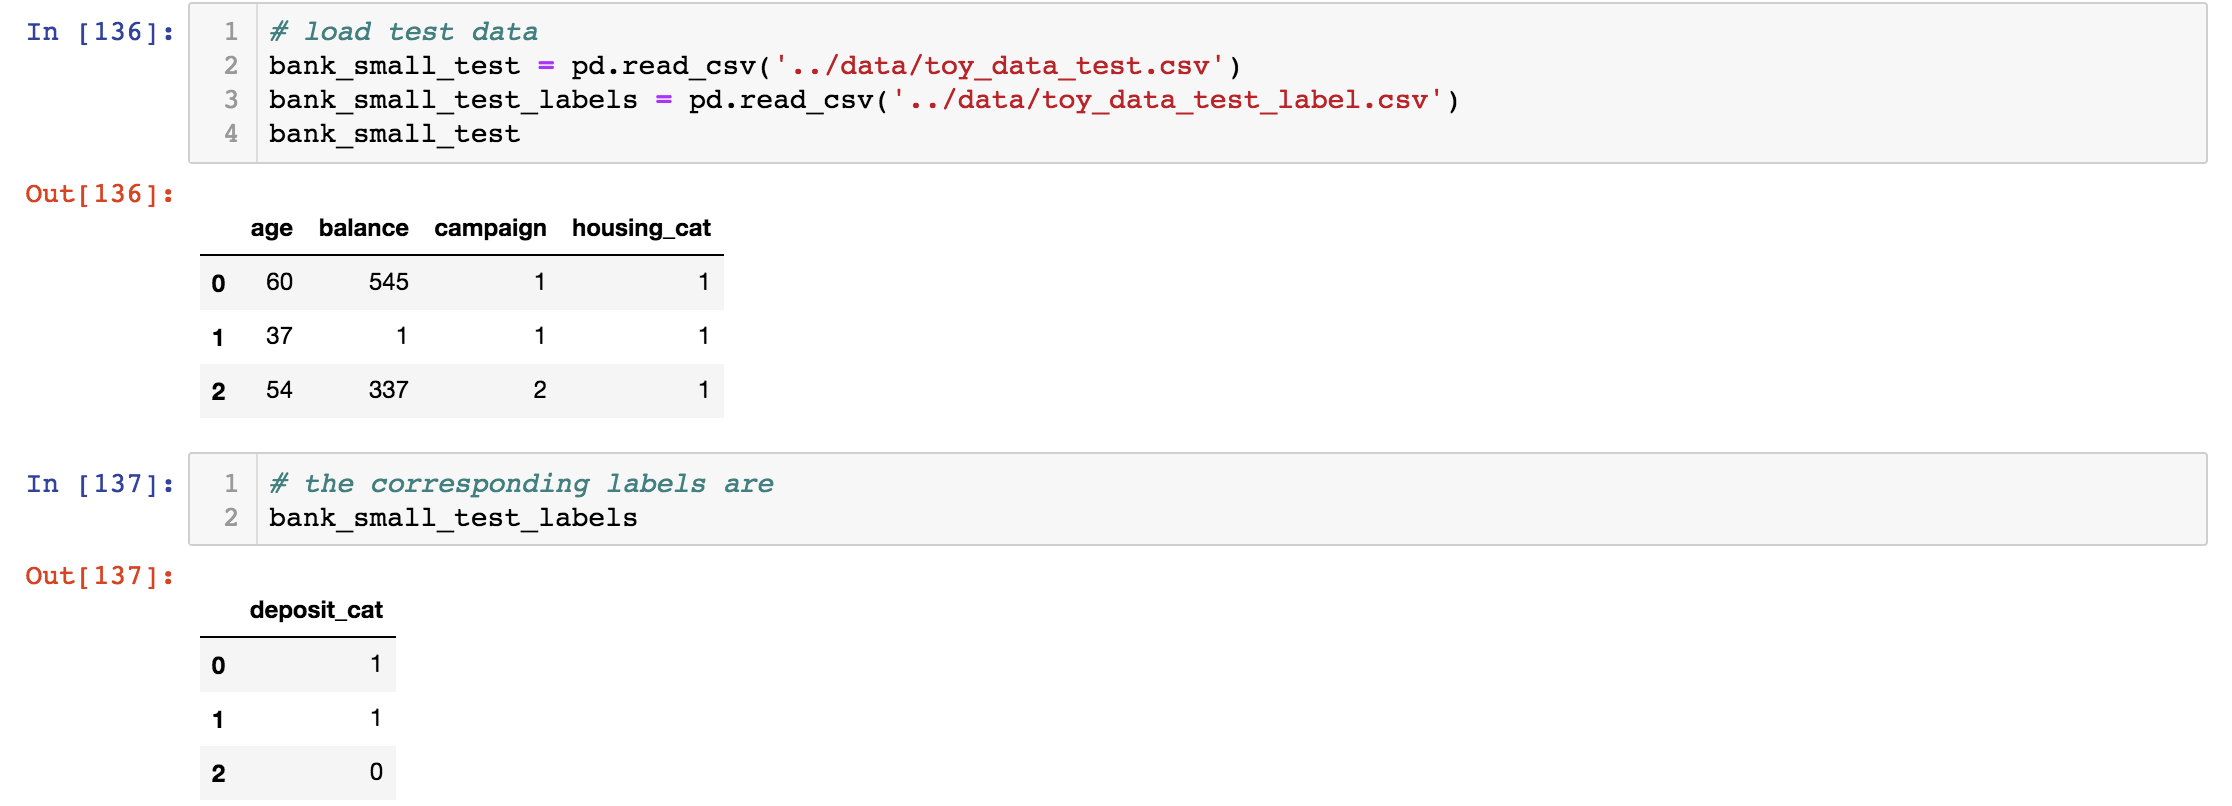 In [136]:
1 # load test data
2 bank_small_test = pd.read_csv('../data/toy_data_test.csv')
3 bank_small_test_labels = pd.read_csv('../data/toy_data_test_label.csv')
4 bank_small_test
Out[136]:
age balance campaign housing_cat
0 60 545 1 1
1 37 1 1 1
2 54 337 2 1
In [137]:
1 # the corresponding labels are
2 bank_small_test_labels
Out[137]:
deposit_cat
0 1
1 1
2 0